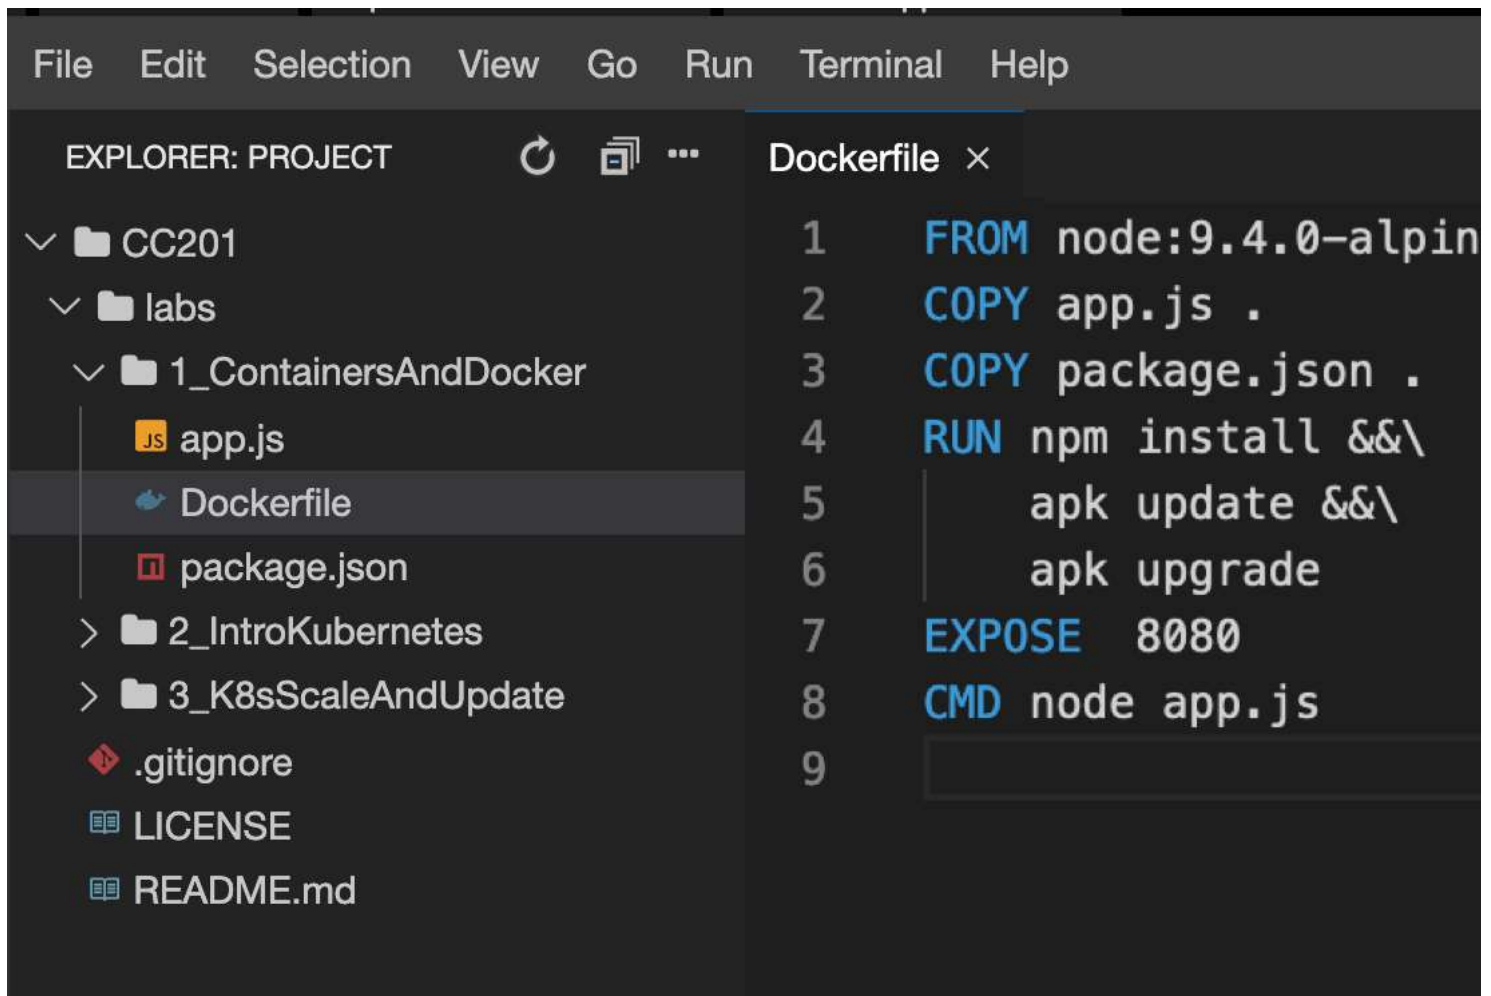 File Edit Selection View Go Run Terminal Help
EXPLORER: PROJECT
CC201
labs
1_ContainersAndDocker
app.js
Dockerfile
package.json
2_IntroKubernetes
3_K8sScaleAndUpdate
.gitignore
LICENSE
README.md
Dockerfile ×
1 FROM node:9.4.0-alpin
2 COPY app.js .
3 COPY package.json .
4 RUN npm install &&\
5 apk update &&\
6 apk upgrade
7 EXPOSE  8080
8 CMD node app.js
9